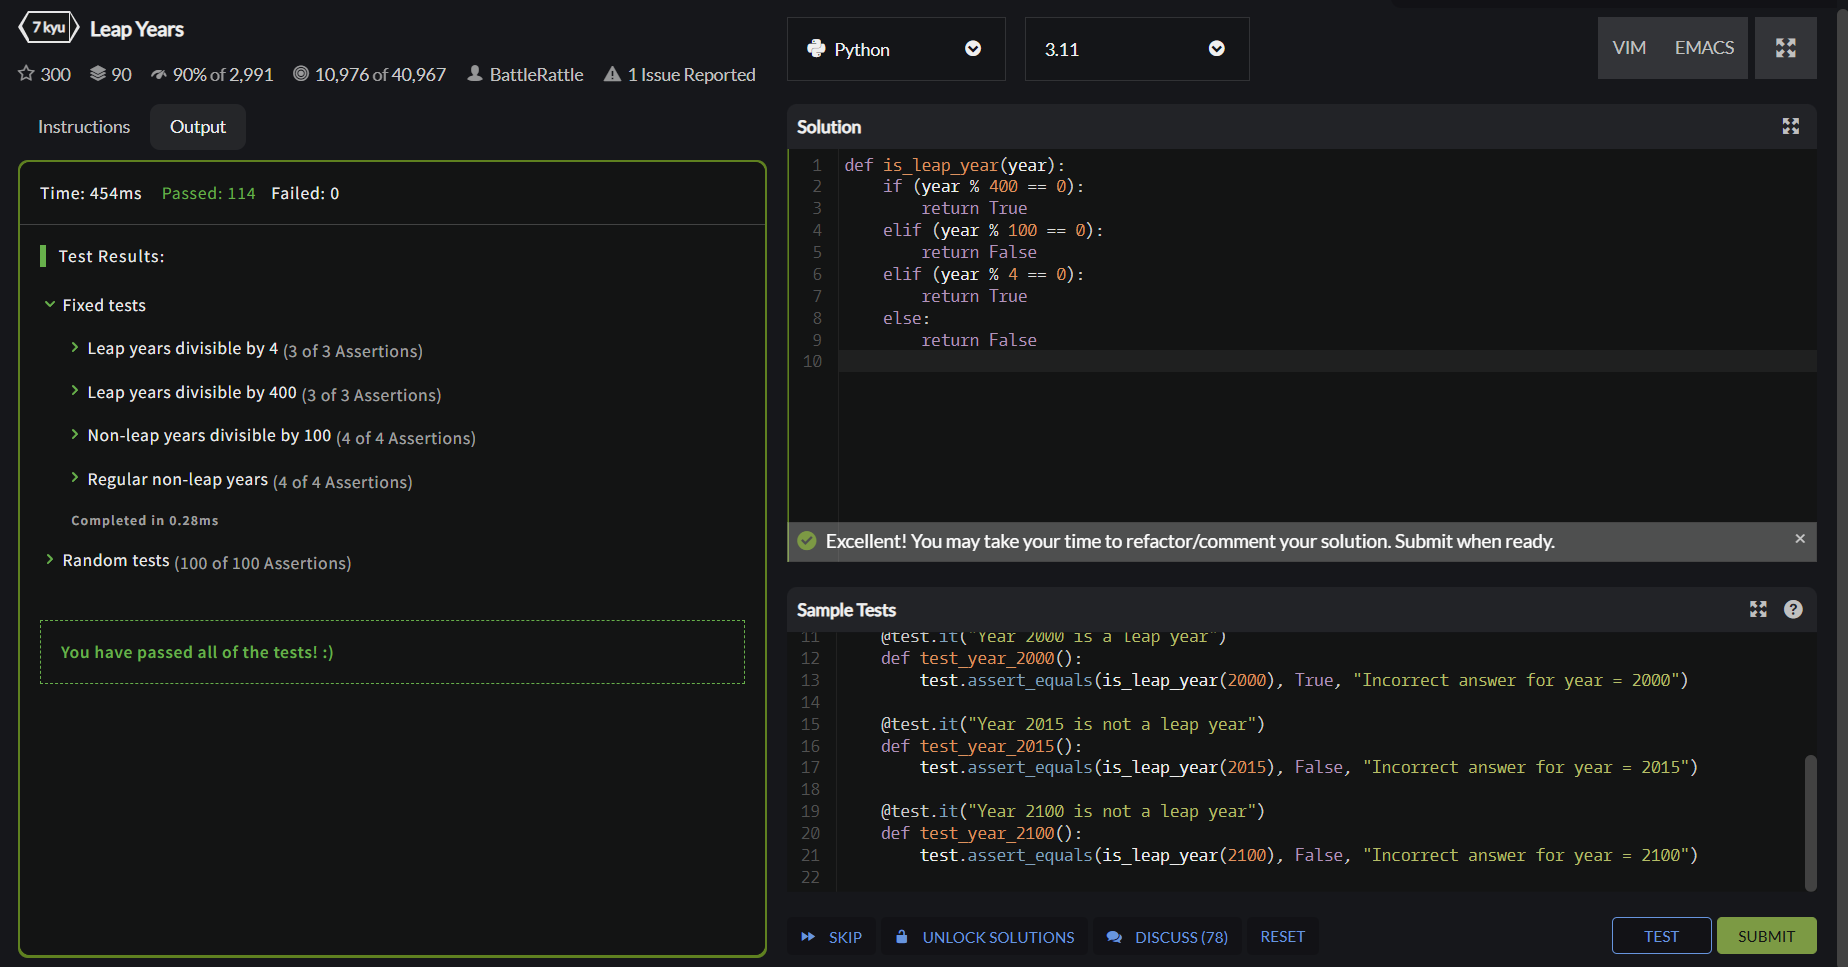 7 kyu Leap Years
300 90 90% of 2,991 10,976 of 40,967 BattleRattle 1 Issue Reported
Instructions Output
Time: 454ms Passed: 114 Failed: 0
Test Results:
Fixed tests
Leap years divisible by 4 (3 of 3 Assertions)
Leap years divisible by 400 (3 of 3 Assertions)
Non-leap years divisible by 100 (4 of 4 Assertions)
Regular non-leap years (4 of 4 Assertions)
Completed in 0.28ms
Random tests (100 of 100 Assertions)
You have passed all of the tests! :)
Python 3.11 VIM EMACS
Solution
1 def is_leap_year(year):
2     if (year % 400 == 0):
3         return True
4     elif (year % 100 == 0):
5         return False
6     elif (year % 4 == 0):
7         return True
8     else:
9         return False
10
Excellent! You may take your time to refactor/comment your solution. Submit when ready. ×
Sample Tests ?
11     @test.it("Year 2000 is a leap year")
12     def test_year_2000():
13         test.assert_equals(is_leap_year(2000), True, "Incorrect answer for year = 2000")
14
15     @test.it("Year 2015 is not a leap year")
16     def test_year_2015():
17         test.assert_equals(is_leap_year(2015), False, "Incorrect answer for year = 2015")
18
19     @test.it("Year 2100 is not a leap year")
20     def test_year_2100():
21         test.assert_equals(is_leap_year(2100), False, "Incorrect answer for year = 2100")
22
SKIP UNLOCK SOLUTIONS DISCUSS (78) RESET TEST SUBMIT